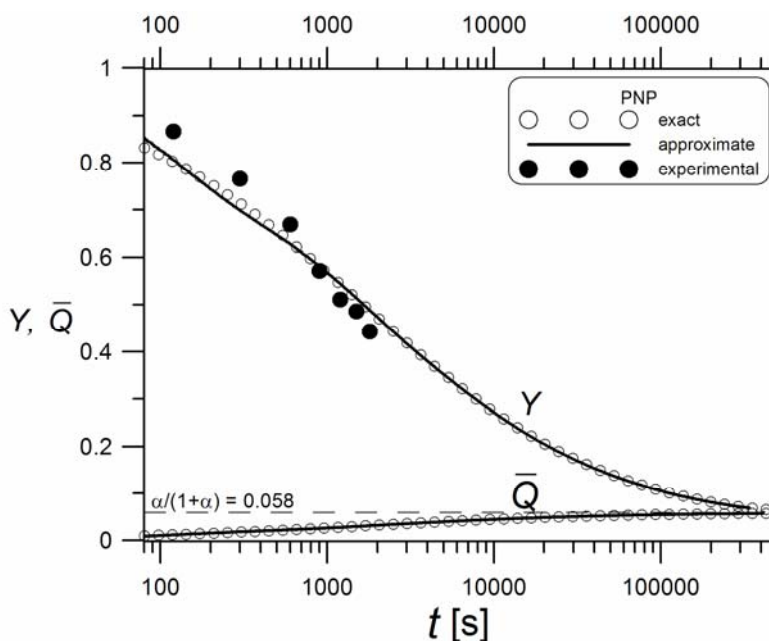 100 1000 10000 100000
1
0.8
0.6
0.4
0.2
0
Y, Q̄
PNP
exact
approximate
experimental
Y
Q̄
α/(1+α) = 0.058
100 1000 10000 100000
t [s]